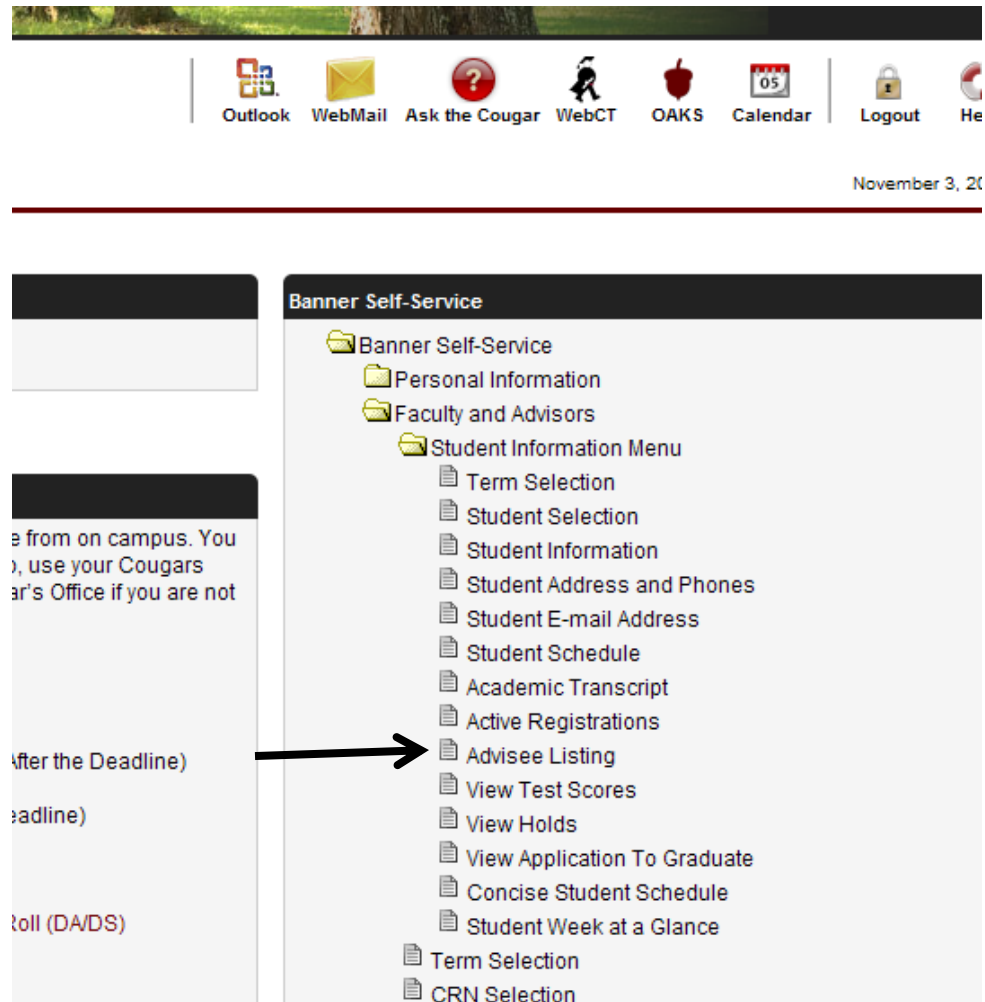 Outlook WebMail Ask the Cougar WebCT OAKS 05 Calendar Logout
November 3,
Banner Self-Service
Banner Self-Service
Personal Information
Faculty and Advisors
Student Information Menu
Term Selection
Student Selection
Student Information
Student Address and Phones
Student E-mail Address
Student Schedule
Academic Transcript
Active Registrations
Advisee Listing
View Test Scores
View Holds
View Application To Graduate
Concise Student Schedule
Student Week at a Glance
Term Selection
CRN Selection
e from on campus. You
, use your Cougars
ar's Office if you are not
After the Deadline)
eadline)
Roll (DA/DS)